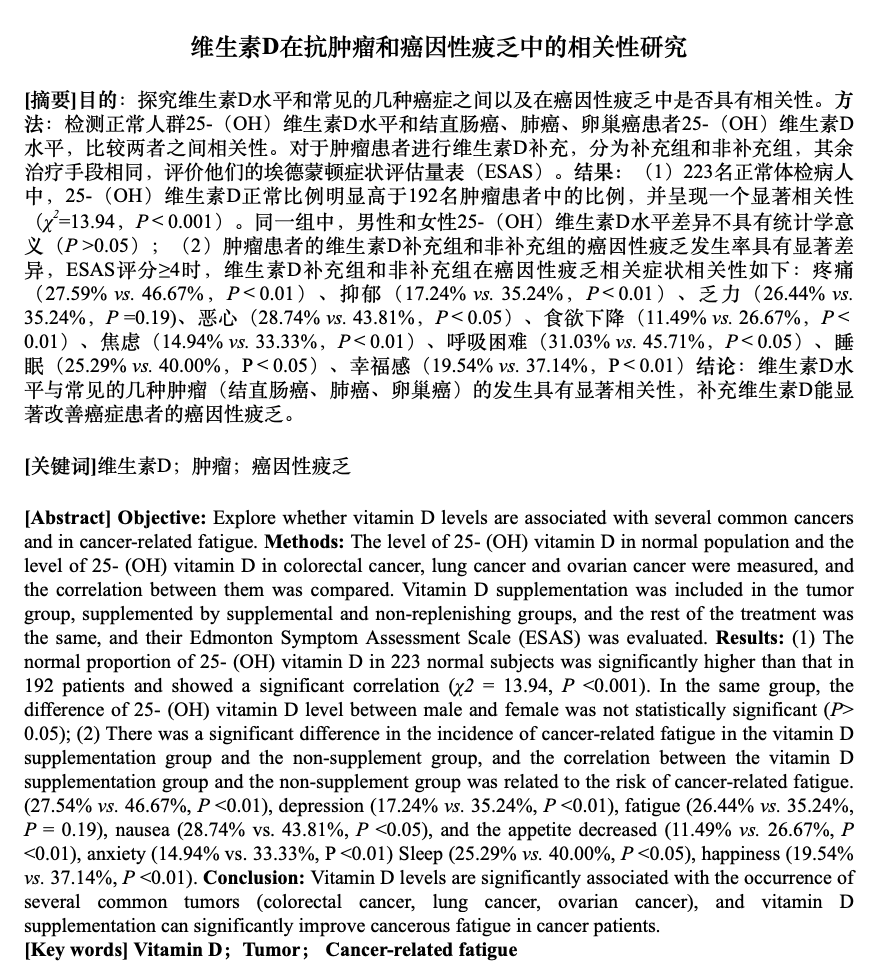 维生素D在抗肿瘤和癌因性疲乏中的相关性研究
[摘要]目的：探究维生素D水平和常见的几种癌症之间以及在癌因性疲乏中是否具有相关性。方
法：检测正常人群25-（OH）维生素D水平和结直肠癌、肺癌、卵巢癌患者25-（OH）维生素D
水平，比较两者之间相关性。对于肿瘤患者进行维生素D补充，分为补充组和非补充组，其余
治疗手段相同，评价他们的埃德蒙顿症状评估量表（ESAS）。结果：（1）223名正常体检病人
中，25-（OH）维生素D正常比例明显高于192名肿瘤患者中的比例，并呈现一个显著相关性
（χ²=13.94，P < 0.001）。同一组中，男性和女性25-（OH）维生素D水平差异不具有统计学意
义（P >0.05）；（2）肿瘤患者的维生素D补充组和非补充组的癌因性疲乏发生率具有显著差
异，ESAS评分≥4时，维生素D补充组和非补充组在癌因性疲乏相关症状相关性如下：疼痛
（27.59% vs. 46.67%，P < 0.01）、抑郁（17.24% vs. 35.24%，P < 0.01）、乏力（26.44% vs.
35.24%，P =0.19)、恶心（28.74% vs. 43.81%，P < 0.05）、食欲下降（11.49% vs. 26.67%，P <
0.01）、焦虑（14.94% vs. 33.33%，P < 0.01）、呼吸困难（31.03% vs. 45.71%，P < 0.05）、睡
眠（25.29% vs. 40.00%，P < 0.05）、幸福感（19.54% vs. 37.14%，P < 0.01）结论：维生素D水
平与常见的几种肿瘤（结直肠癌、肺癌、卵巢癌）的发生具有显著相关性，补充维生素D能显
著改善癌症患者的癌因性疲乏。
[关键词]维生素D；肿瘤；癌因性疲乏
[Abstract] Objective: Explore whether vitamin D levels are associated with several common cancers
and in cancer-related fatigue. Methods: The level of 25- (OH) vitamin D in normal population and the
level of 25- (OH) vitamin D in colorectal cancer, lung cancer and ovarian cancer were measured, and
the correlation between them was compared. Vitamin D supplementation was included in the tumor
group, supplemented by supplemental and non-replenishing groups, and the rest of the treatment was
the same, and their Edmonton Symptom Assessment Scale (ESAS) was evaluated. Results: (1) The
normal proportion of 25- (OH) vitamin D in 223 normal subjects was significantly higher than that in
192 patients and showed a significant correlation (χ2 = 13.94, P <0.001). In the same group, the
difference of 25- (OH) vitamin D level between male and female was not statistically significant (P>
0.05); (2) There was a significant difference in the incidence of cancer-related fatigue in the vitamin D
supplementation group and the non-supplement group, and the correlation between the vitamin D
supplementation group and the non-supplement group was related to the risk of cancer-related fatigue.
(27.54% vs. 46.67%, P <0.01), depression (17.24% vs. 35.24%, P <0.01), fatigue (26.44% vs. 35.24%,
P = 0.19), nausea (28.74% vs. 43.81%, P <0.05), and the appetite decreased (11.49% vs. 26.67%, P
<0.01), anxiety (14.94% vs. 33.33%, P <0.01) Sleep (25.29% vs. 40.00%, P <0.05), happiness (19.54%
vs. 37.14%, P <0.01). Conclusion: Vitamin D levels are significantly associated with the occurrence of
several common tumors (colorectal cancer, lung cancer, ovarian cancer), and vitamin D
supplementation can significantly improve cancerous fatigue in cancer patients.
[Key words] Vitamin D；Tumor； Cancer-related fatigue